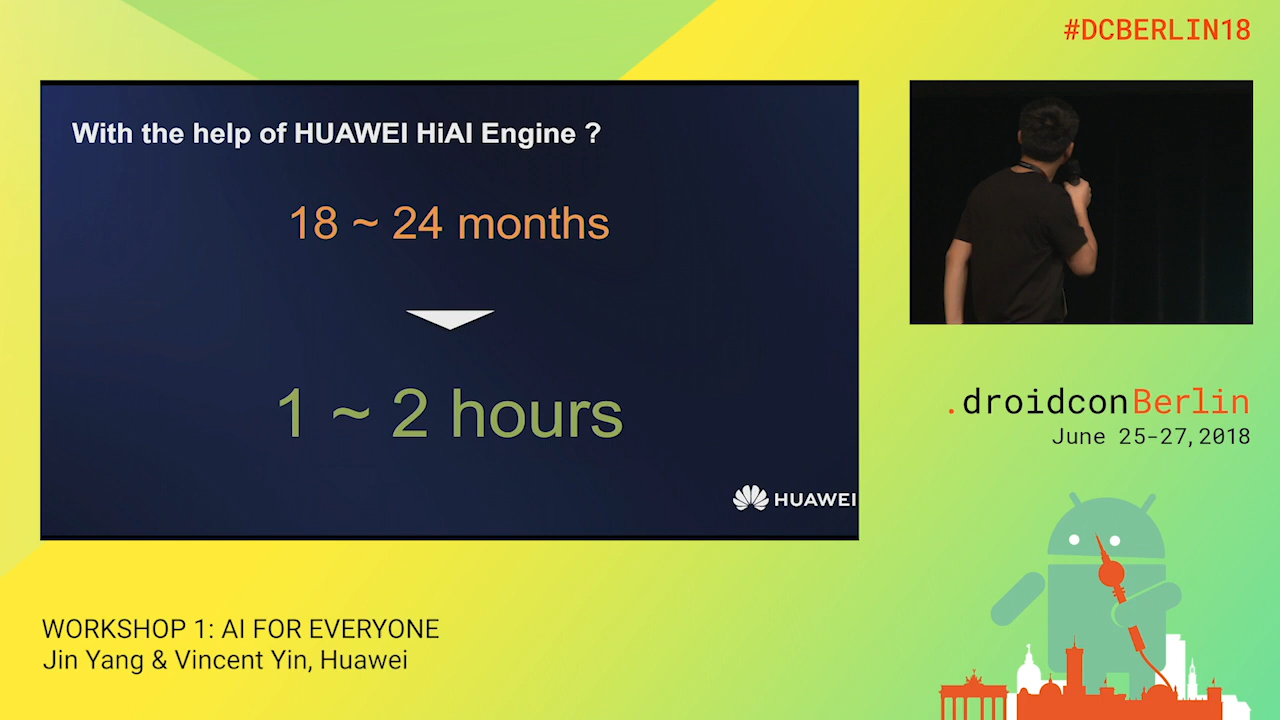 #DCBERLIN18
With the help of HUAWEI HiAI Engine ?
18 ~ 24 months
1 ~ 2 hours
HUAWEI
.droidconBerlin
June 25-27,2018
WORKSHOP 1: AI FOR EVERYONE
Jin Yang & Vincent Yin, Huawei